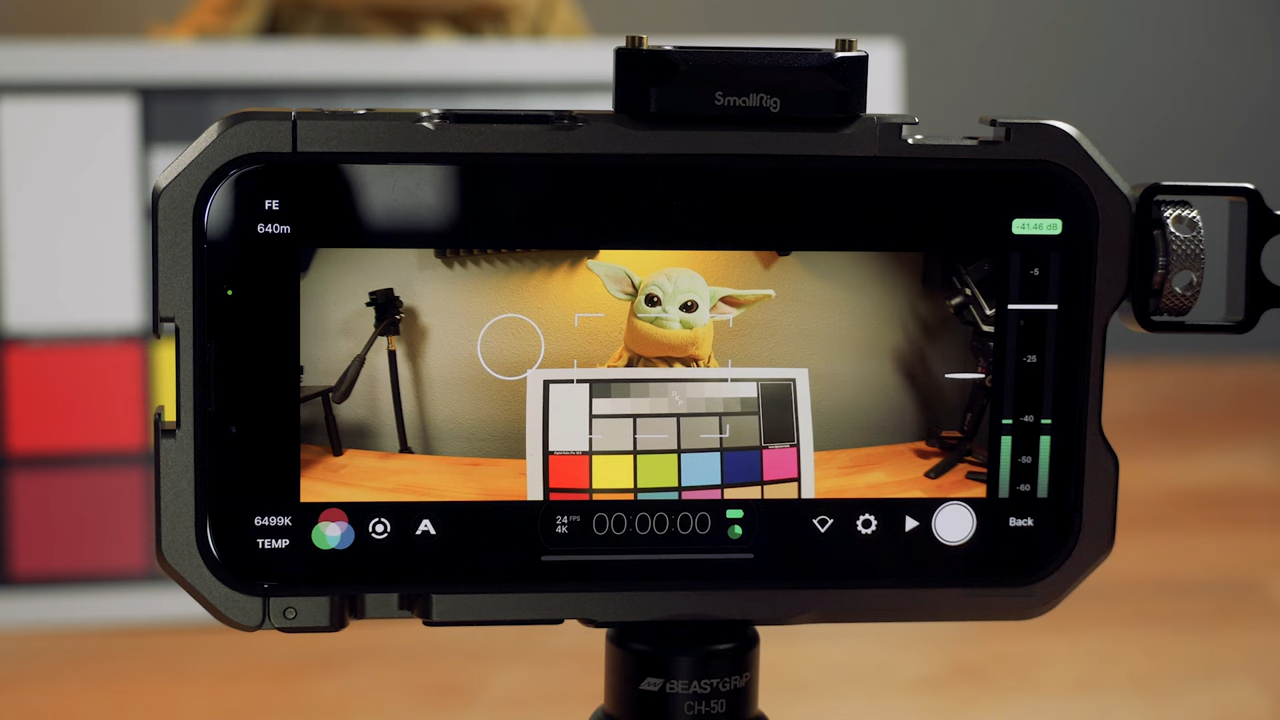 SmallRig
FE
640m
-41.46 dB
-5
-25
-40
-50
-60
6499K
TEMP
24 FPS
4K
00:00:00
Back
BEASTGRIP
CH-50